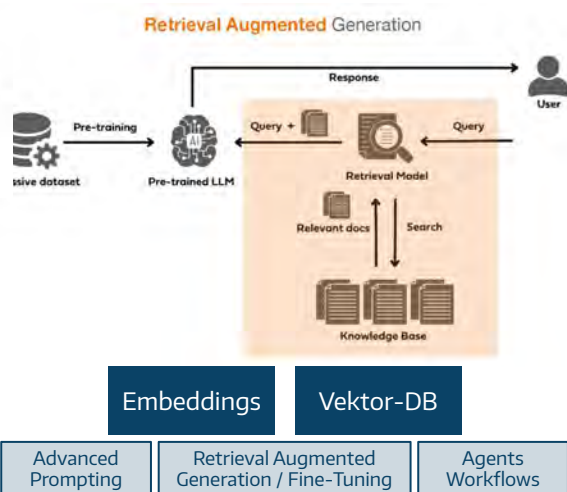 Retrieval Augmented Generation
Response
User
Pre-training
Query +
Query
AI
ssive dataset
Pre-trained LLM
Retrieval Model
Relevant docs
Search
Knowledge Base
Embeddings
Vektor-DB
Advanced
Prompting
Retrieval Augmented
Generation / Fine-Tuning
Agents
Workflows